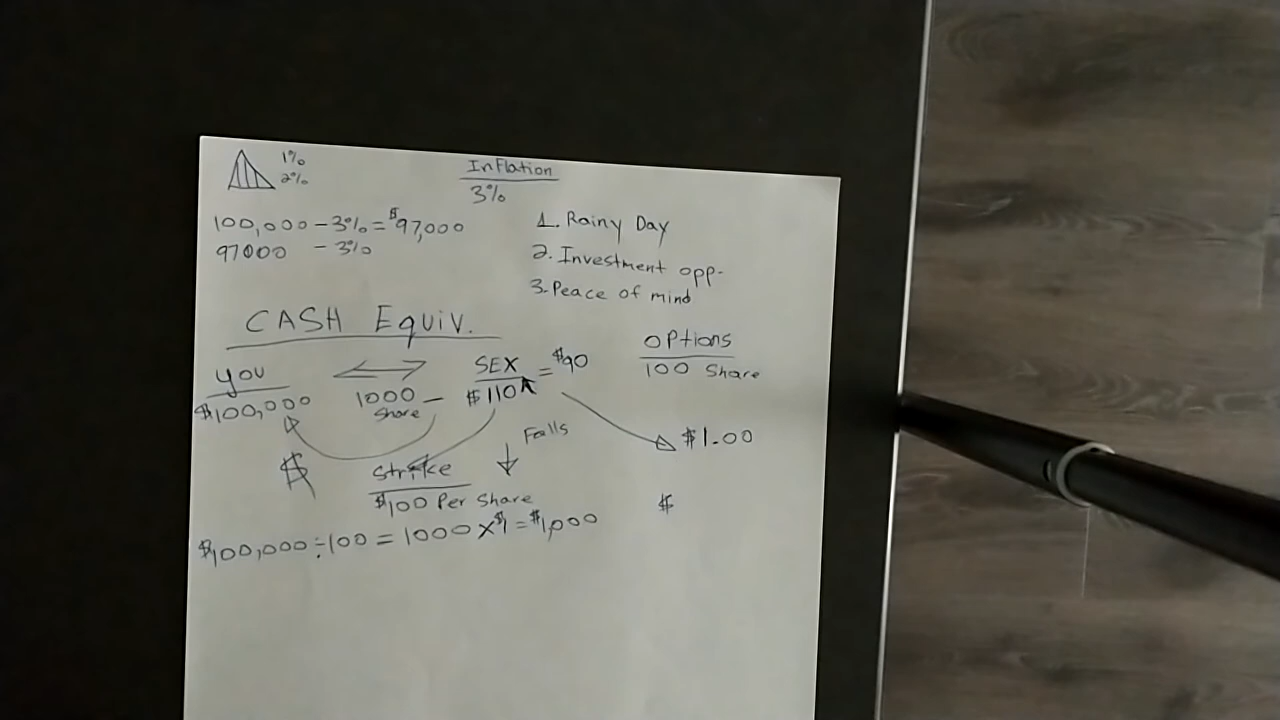 1%
2%
Inflation
3%
100,000 - 3% = $97,000
97000 - 3%
1. Rainy Day
2. Investment opp-
3. Peace of mind
CASH Equiv.
you
$100,000
1000 -
Share
SEX
$110
= $90
Options
100 Share
$1.00
Falls
$
Strike
$100 Per Share
$
$100,000 ÷ 100 = 1000 x $1 = $1,000